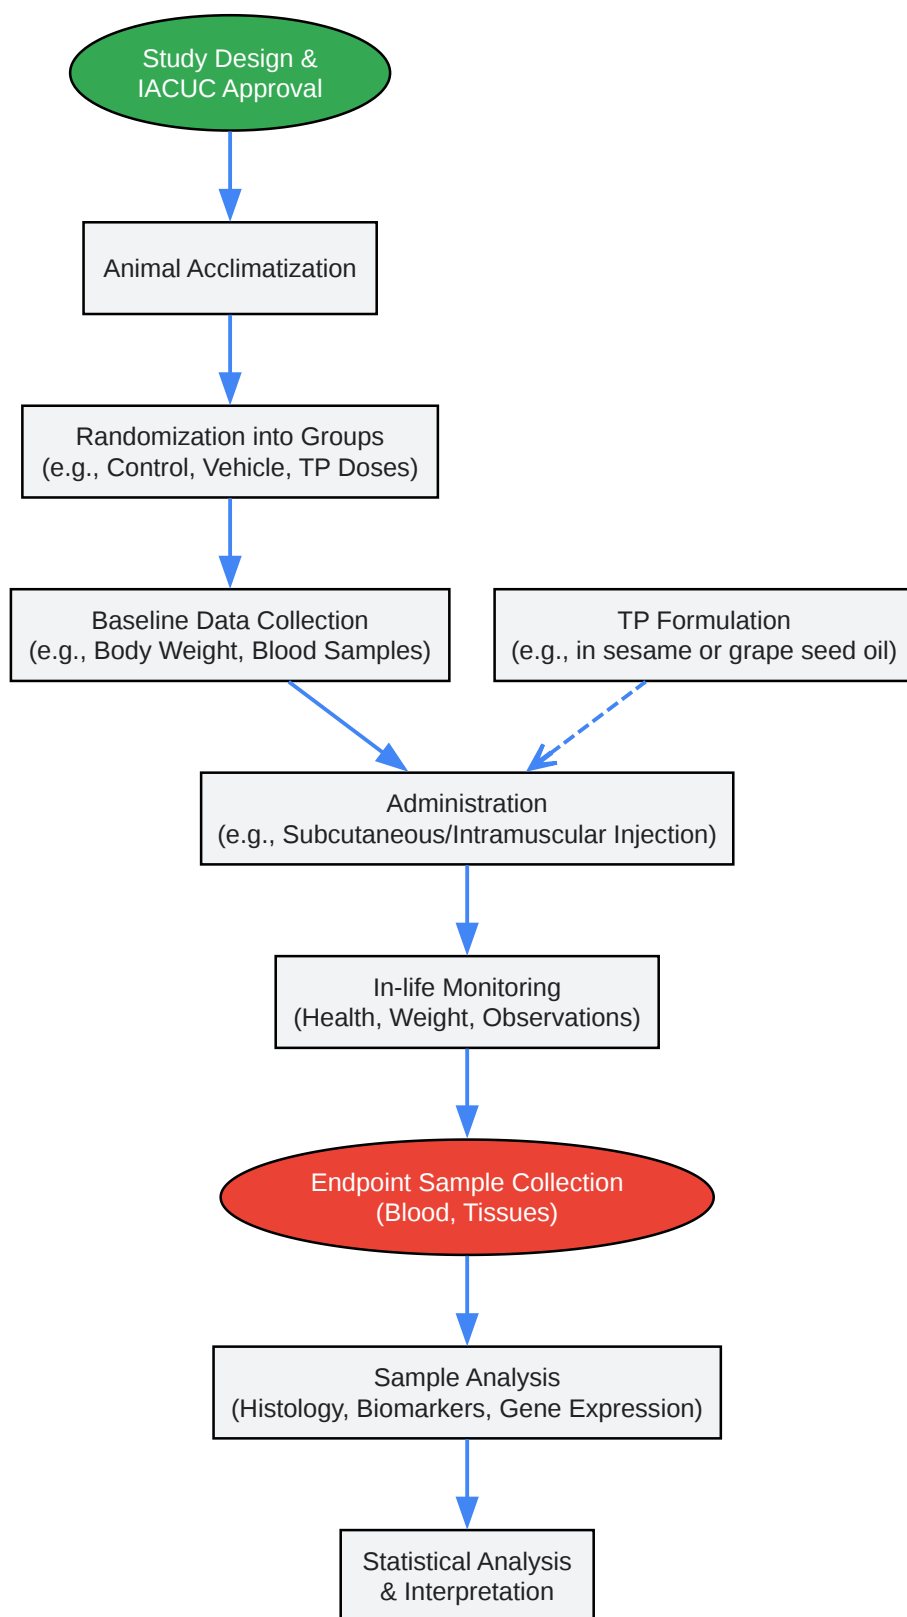 Study Design &
IACUC Approval
Animal Acclimatization
Randomization into Groups
(e.g., Control, Vehicle, TP Doses)
Baseline Data Collection
(e.g., Body Weight, Blood Samples)
TP Formulation
(e.g., in sesame or grape seed oil)
Administration
(e.g., Subcutaneous/Intramuscular Injection)
In-life Monitoring
(Health, Weight, Observations)
Endpoint Sample Collection
(Blood, Tissues)
Sample Analysis
(Histology, Biomarkers, Gene Expression)
Statistical Analysis
& Interpretation